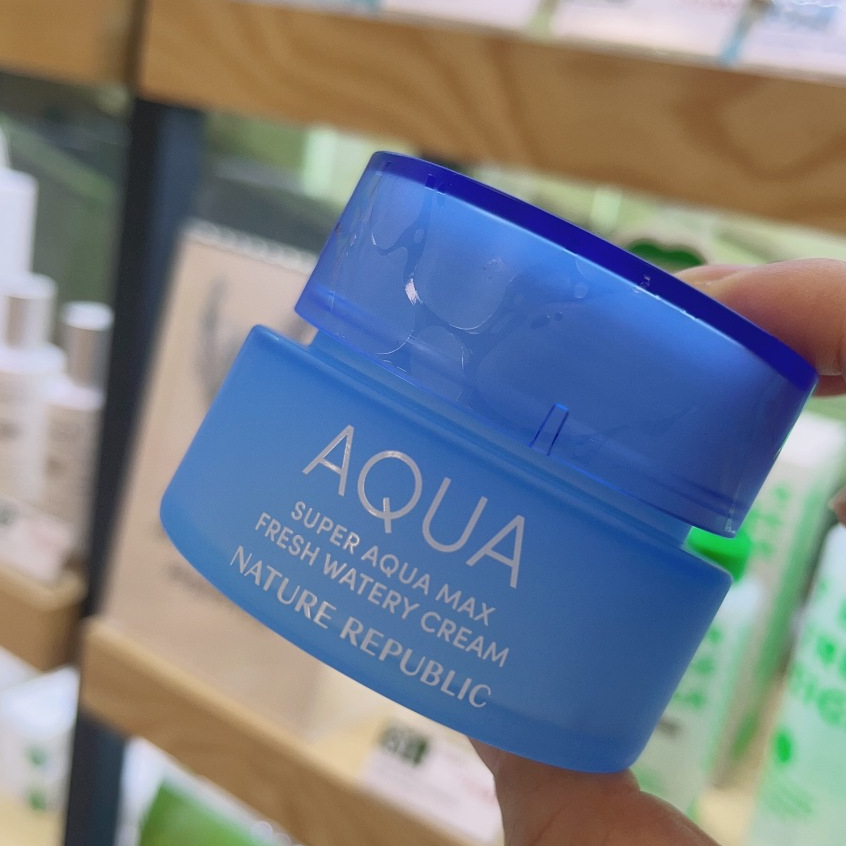 AQUA
SUPER AQUA MAX
FRESH WATERY CREAM
NATURE REPUBLIC